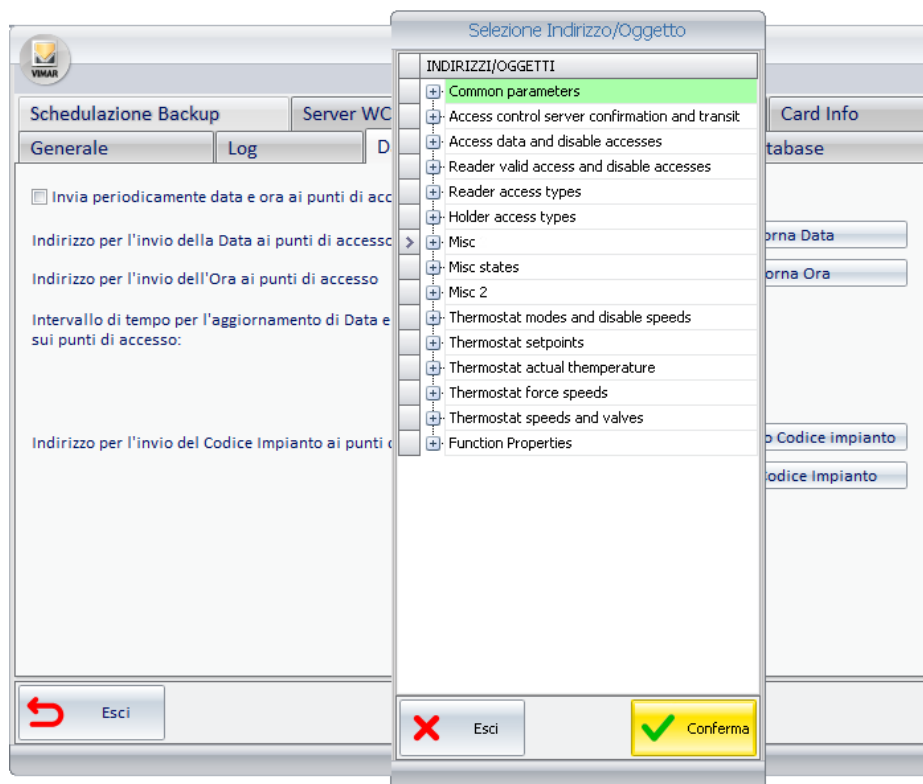 Selezione Indirizzo/Oggetto
VIMAR
INDIRIZZI/OGGETTI
Common parameters
Access control server confirmation and transit
Access data and disable accesses
Reader valid access and disable accesses
Reader access types
Holder access types
Misc
Misc states
Misc 2
Thermostat modes and disable speeds
Thermostat setpoints
Thermostat actual themperature
Thermostat force speeds
Thermostat speeds and valves
Function Properties
Esci
Conferma
Schedulazione Backup
Server WC
Card Info
Generale
Log
D
tabase
Invia periodicamente data e ora ai punti di acc
Indirizzo per l'invio della Data ai punti di accesso
orna Data
Indirizzo per l'invio dell'Ora ai punti di accesso
orna Ora
Intervallo di tempo per l'aggiornamento di Data e
sui punti di accesso:
Indirizzo per l'invio del Codice Impianto ai punti
o Codice impianto
Codice Impianto
Esci